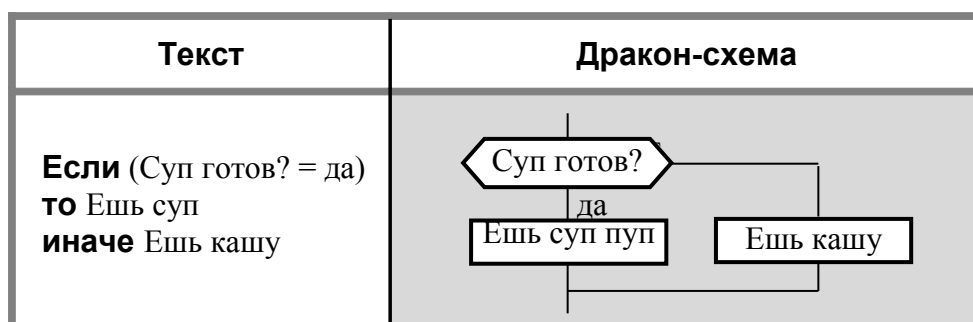 Текст
Дракон-схема
Если (Суп готов? = да)
то Ешь суп
иначе Ешь кашу
Суп готов?
да
Ешь суп пуп
Ешь кашу